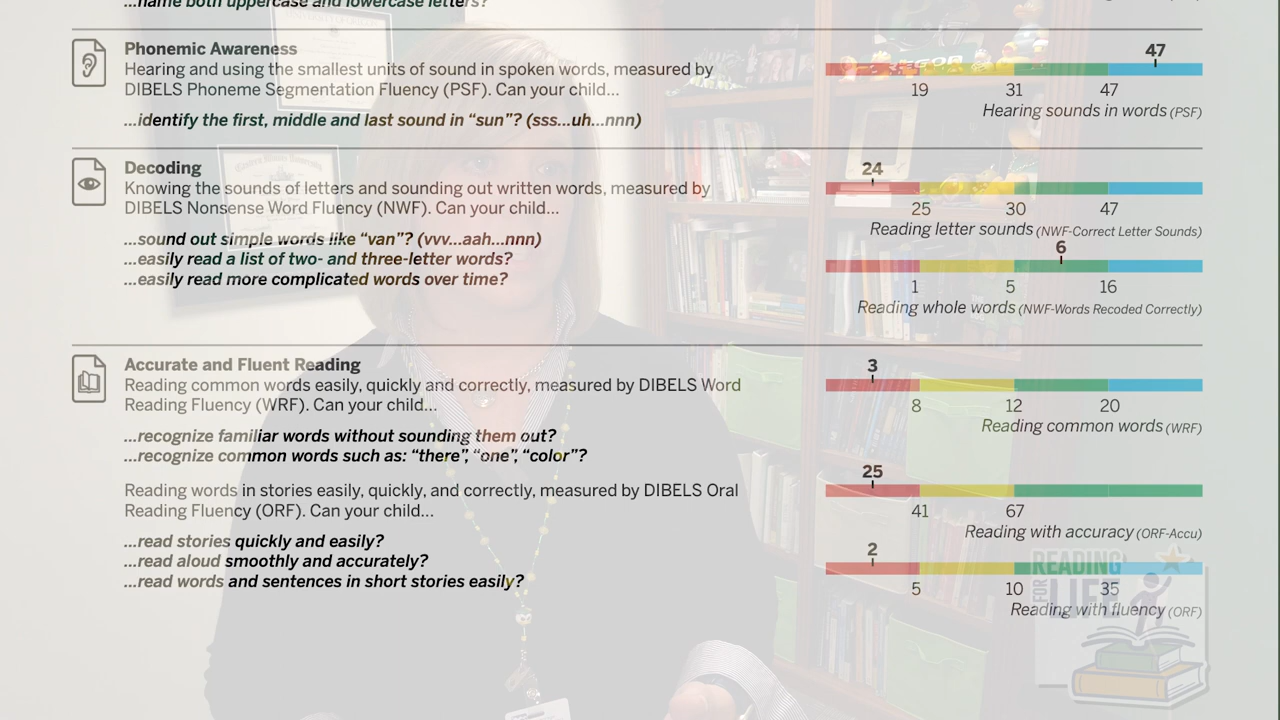 ...name both uppercase and lowercase letters?
Phonemic Awareness
Hearing and using the smallest units of sound in spoken words, measured by
DIBELS Phoneme Segmentation Fluency (PSF). Can your child...
...identify the first, middle and last sound in “sun”? (sss...uh...nnn)
47
19 31 47
Hearing sounds in words (PSF)
Decoding
Knowing the sounds of letters and sounding out written words, measured by
DIBELS Nonsense Word Fluency (NWF). Can your child...
...sound out simple words like “van”? (vvv...aah...nnn)
...easily read a list of two- and three-letter words?
...easily read more complicated words over time?
24
25 30 47
Reading letter sounds (NWF-Correct Letter Sounds)
6
1 5 16
Reading whole words (NWF-Words Recoded Correctly)
Accurate and Fluent Reading
Reading common words easily, quickly and correctly, measured by DIBELS Word
Reading Fluency (WRF). Can your child...
...recognize familiar words without sounding them out?
...recognize common words such as: “there”, “one”, “color”?
3
8 12 20
Reading common words (WRF)
Reading words in stories easily, quickly, and correctly, measured by DIBELS Oral
Reading Fluency (ORF). Can your child...
...read stories quickly and easily?
...read aloud smoothly and accurately?
...read words and sentences in short stories easily?
25
41 67
Reading with accuracy (ORF-Accu)
2
5 10 35
Reading with fluency (ORF)
READING
FOR
LIFE